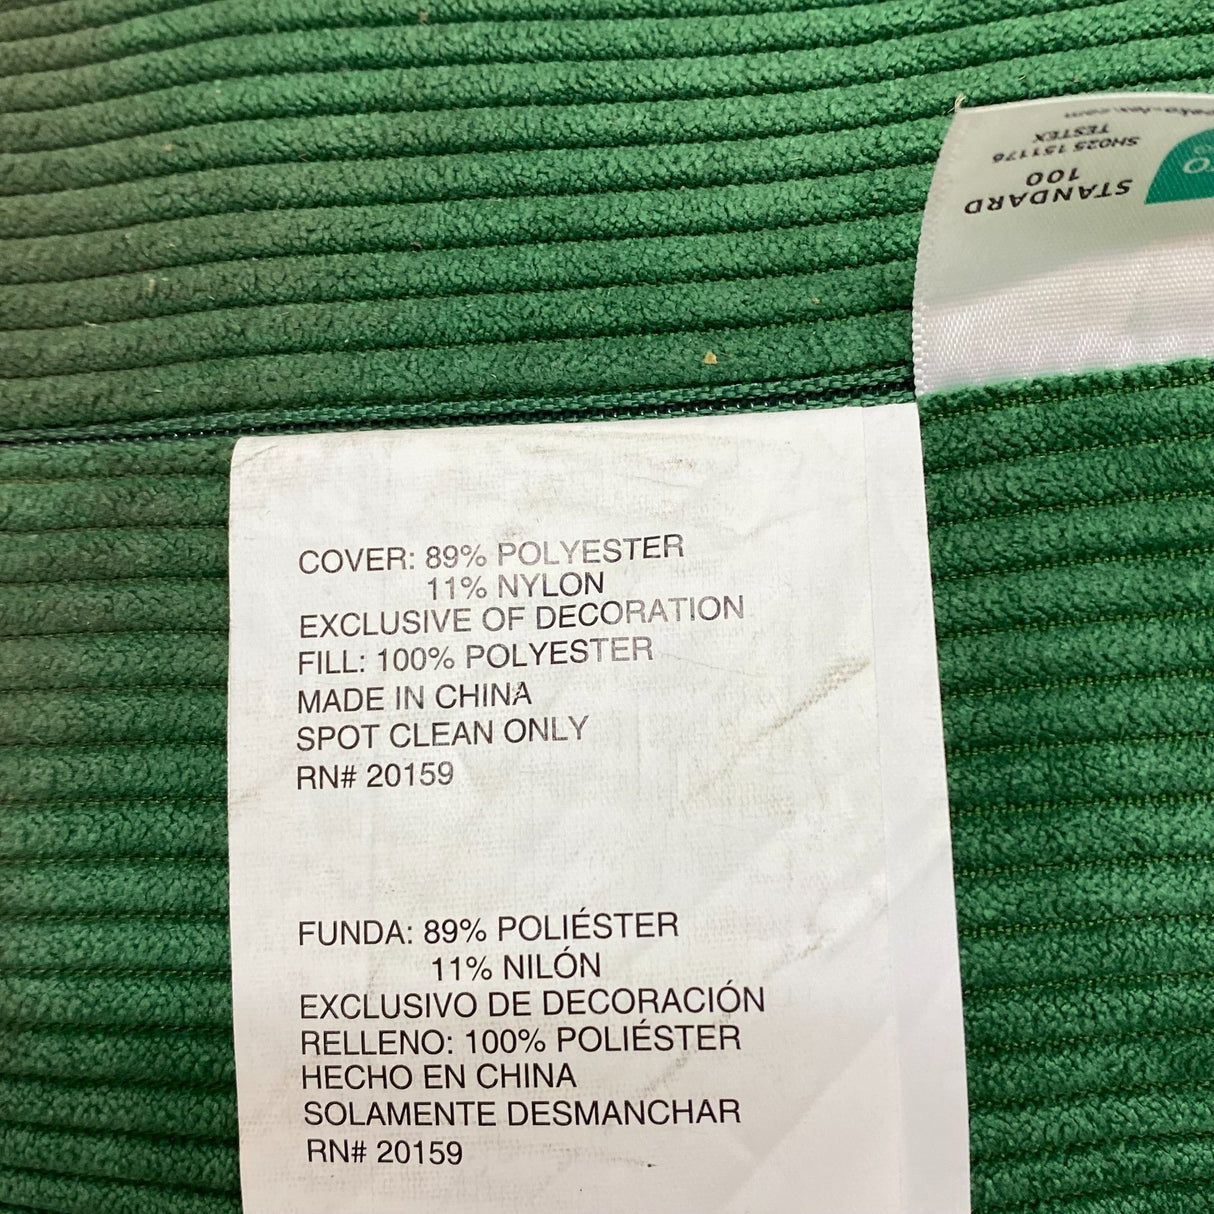 COVER: 89% POLYESTER
11% NYLON
EXCLUSIVE OF DECORATION
FILL: 100% POLYESTER
MADE IN CHINA
SPOT CLEAN ONLY
RN# 20159
FUNDA: 89% POLIÉSTER
11% NILÓN
EXCLUSIVO DE DECORACIÓN
RELLENO: 100% POLIÉSTER
HECHO EN CHINA
SOLAMENTE DESMANCHAR
RN# 20159
STANDARD
100
SH025 151176
TESTEX